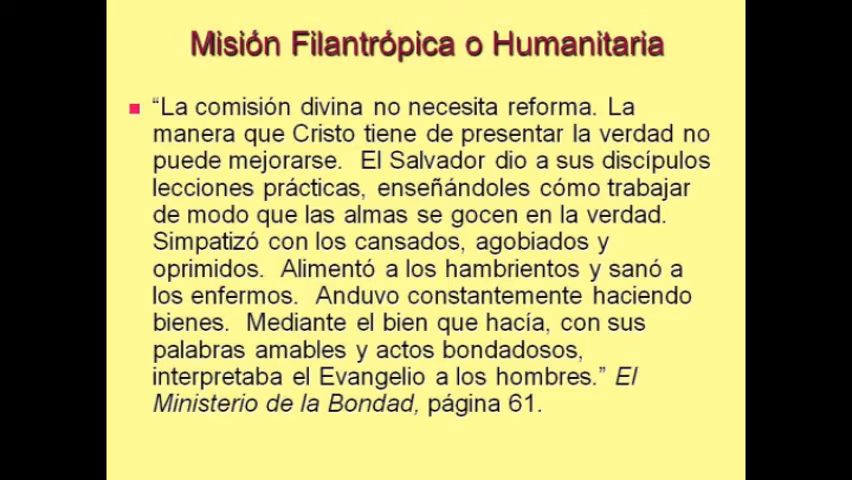 Misión Filantrópica o Humanitaria
“La comisión divina no necesita reforma. La
manera que Cristo tiene de presentar la verdad no
puede mejorarse. El Salvador dio a sus discípulos
lecciones prácticas, enseñándoles cómo trabajar
de modo que las almas se gocen en la verdad.
Simpatizó con los cansados, agobiados y
oprimidos. Alimentó a los hambrientos y sanó a
los enfermos. Anduvo constantemente haciendo
bienes. Mediante el bien que hacía, con sus
palabras amables y actos bondadosos,
interpretaba el Evangelio a los hombres.” El
Ministerio de la Bondad, página 61.